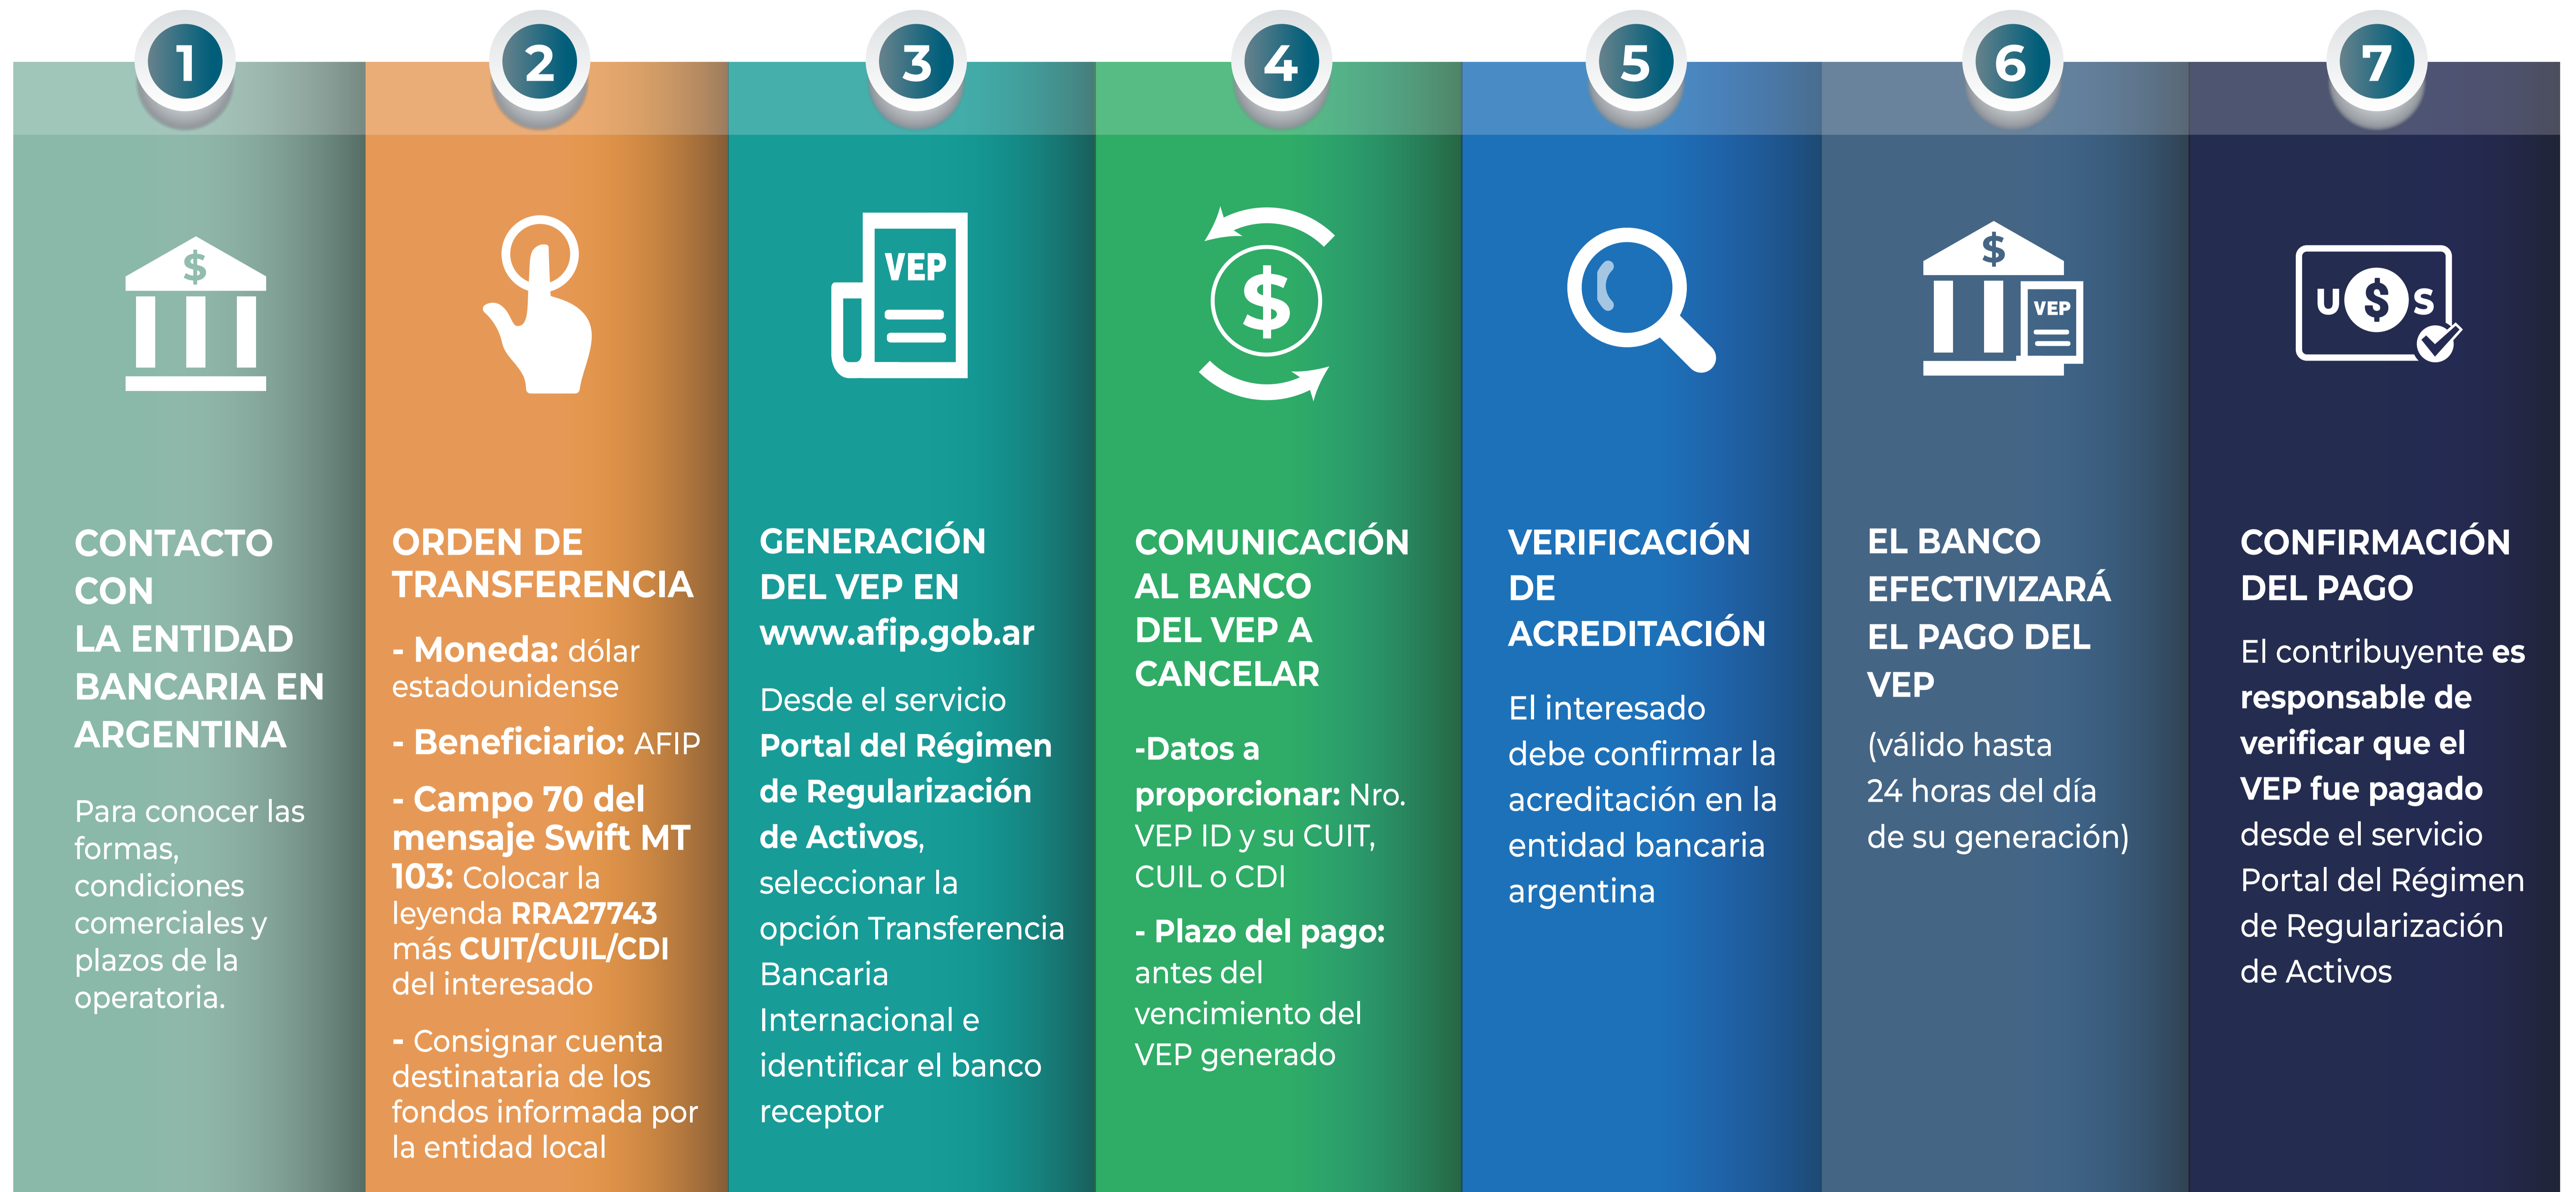 1
$
CONTACTO
CON
LA ENTIDAD
BANCARIA EN
ARGENTINA
Para conocer las
formas,
condiciones
comerciales y
plazos de la
operatoria.
2
ORDEN DE
TRANSFERENCIA
- Moneda: dólar
estadounidense
- Beneficiario: AFIP
- Campo 70 del
mensaje Swift MT
103: Colocar la
leyenda RRA27743
más CUIT/CUIL/CDI
del interesado
- Consignar cuenta
destinataria de los
fondos informada por
la entidad local
3
VEP
GENERACIÓN
DEL VEP EN
www.afip.gob.ar
Desde el servicio
Portal del Régimen
de Regularización
de Activos,
seleccionar la
opción Transferencia
Bancaria
Internacional e
identificar el banco
receptor
4
$
COMUNICACIÓN
AL BANCO
DEL VEP A
CANCELAR
-Datos a
proporcionar: Nro.
VEP ID y su CUIT,
CUIL o CDI
- Plazo del pago:
antes del
vencimiento del
VEP generado
5
VERIFICACIÓN
DE
ACREDITACIÓN
El interesado
debe confirmar la
acreditación en la
entidad bancaria
argentina
6
$
VEP
EL BANCO
EFECTIVIZARÁ
EL PAGO DEL
VEP
(válido hasta
24 horas del día
de su generación)
7
U$S
CONFIRMACIÓN
DEL PAGO
El contribuyente es
responsable de
verificar que el
VEP fue pagado
desde el servicio
Portal del Régimen
de Regularización
de Activos